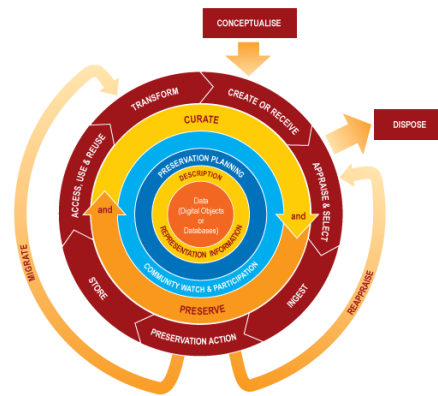 CONCEPTUALISE
CREATE OR RECEIVE
DISPOSE
APPRAISE & SELECT
REAPPRAISE
INGEST
PRESERVATION ACTION
STORE
MIGRATE
ACCESS, USE & REUSE
TRANSFORM
CURATE
and
PRESERVE
and
COMMUNITY WATCH & PARTICIPATION
PRESERVATION PLANNING
DESCRIPTION
REPRESENTATION INFORMATION
Data
(Digital Objects
or
Databases)